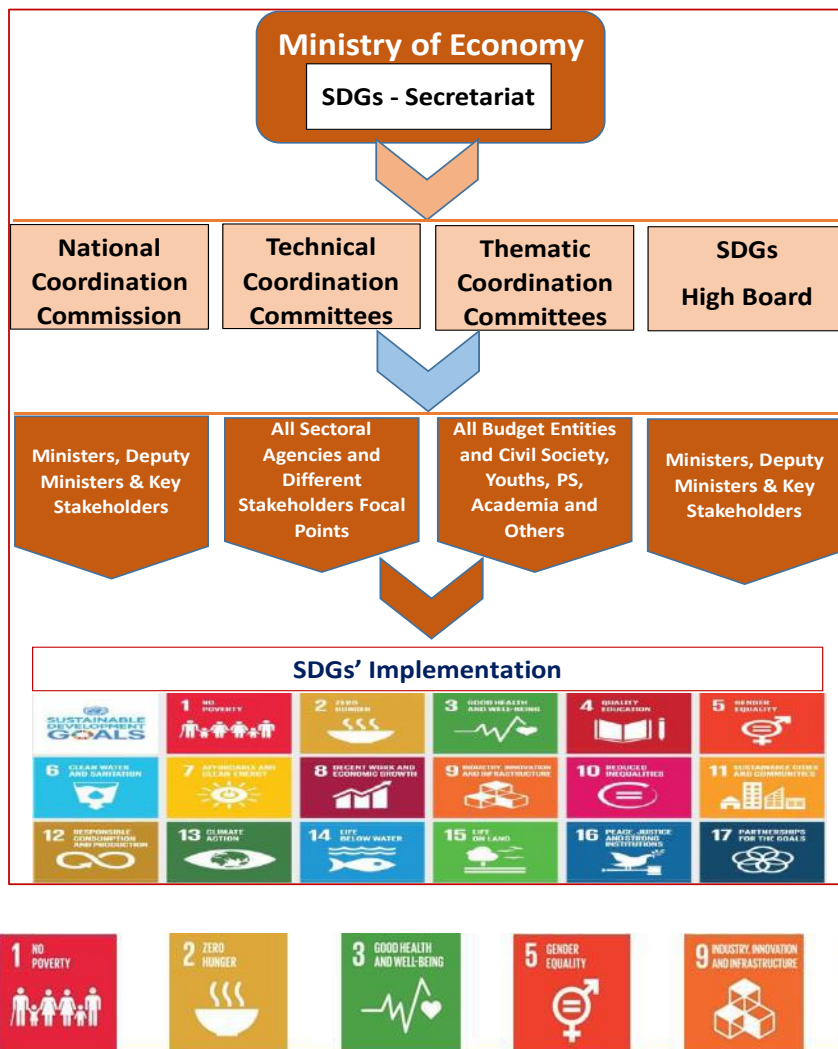 Ministry of Economy
SDGs - Secretariat
National
Coordination
Commission
Technical
Coordination
Committees
Thematic
Coordination
Committees
SDGs
High Board
Ministers, Deputy
Ministers & Key
Stakeholders
All Sectoral
Agencies and
Different
Stakeholders Focal
Points
All Budget Entities
and Civil Society,
Youths, PS,
Academia and
Others
Ministers, Deputy
Ministers & Key
Stakeholders
SDGs' Implementation
SUSTAINABLE
DEVELOPMENT
GOALS
1 NO
POVERTY
2 ZERO
HUNGER
3 GOOD HEALTH
AND WELL-BEING
4 QUALITY
EDUCATION
5 GENDER
EQUALITY
6 CLEAN WATER
AND SANITATION
7 AFFORDABLE AND
CLEAN ENERGY
8 DECENT WORK AND
ECONOMIC GROWTH
9 INDUSTRY, INNOVATION
AND INFRASTRUCTURE
10 REDUCED
INEQUALITIES
11 SUSTAINABLE CITIES
AND COMMUNITIES
12 RESPONSIBLE
CONSUMPTION
AND PRODUCTION
13 CLIMATE
ACTION
14 LIFE
BELOW WATER
15 LIFE
ON LAND
16 PEACE, JUSTICE
AND STRONG
INSTITUTIONS
17 PARTNERSHIPS
FOR THE GOALS
1 NO
POVERTY
2 ZERO
HUNGER
3 GOOD HEALTH
AND WELL-BEING
5 GENDER
EQUALITY
9 INDUSTRY, INNOVATION
AND INFRASTRUCTURE